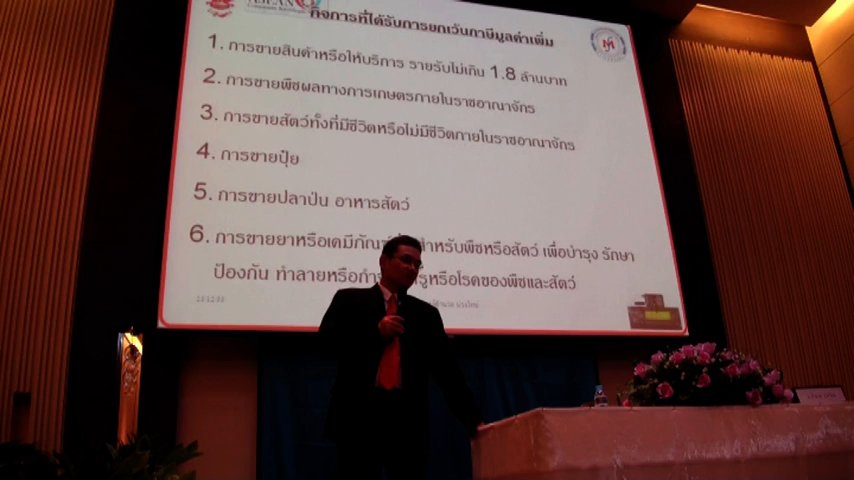 ASEAN
กิจการที่ได้รับการยกเว้นภาษีมูลค่าเพิ่ม
1. การขายสินค้าหรือให้บริการ รายรับไม่เกิน 1.8 ล้านบาท
2. การขายพืชผลทางการเกษตรภายในราชอาณาจักร
3. การขายสัตว์ทั้งที่มีชีวิตหรือไม่มีชีวิตภายในราชอาณาจักร
4. การขายปุ๋ย
5. การขายปลาป่น อาหารสัตว์
6. การขายยาหรือเคมีภัณฑ์ สำหรับพืชหรือสัตว์ เพื่อบำรุง รักษา
ป้องกัน ทำลายหรือกำ รูหรือโรคของพืชและสัตว์